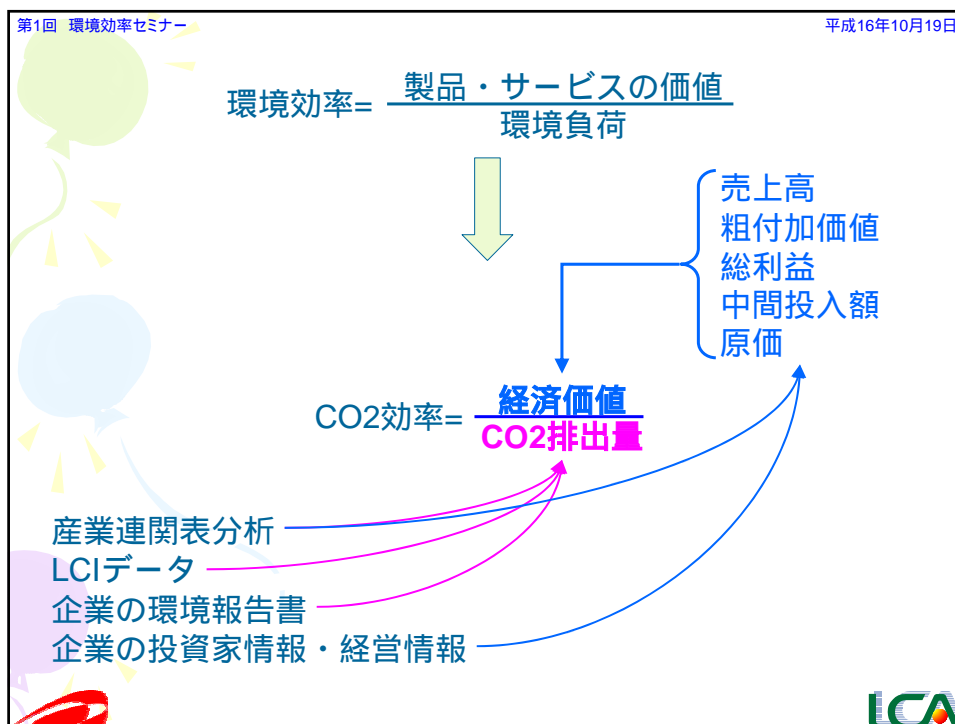 第1回 環境効率セミナー
平成16年10月19日
環境効率= 製品・サービスの価値
環境負荷
売上高
粗付加価値
総利益
中間投入額
原価
CO2効率= 経済価値
CO2排出量
産業連関表分析
LCIデータ
企業の環境報告書
企業の投資家情報・経営情報
LCA